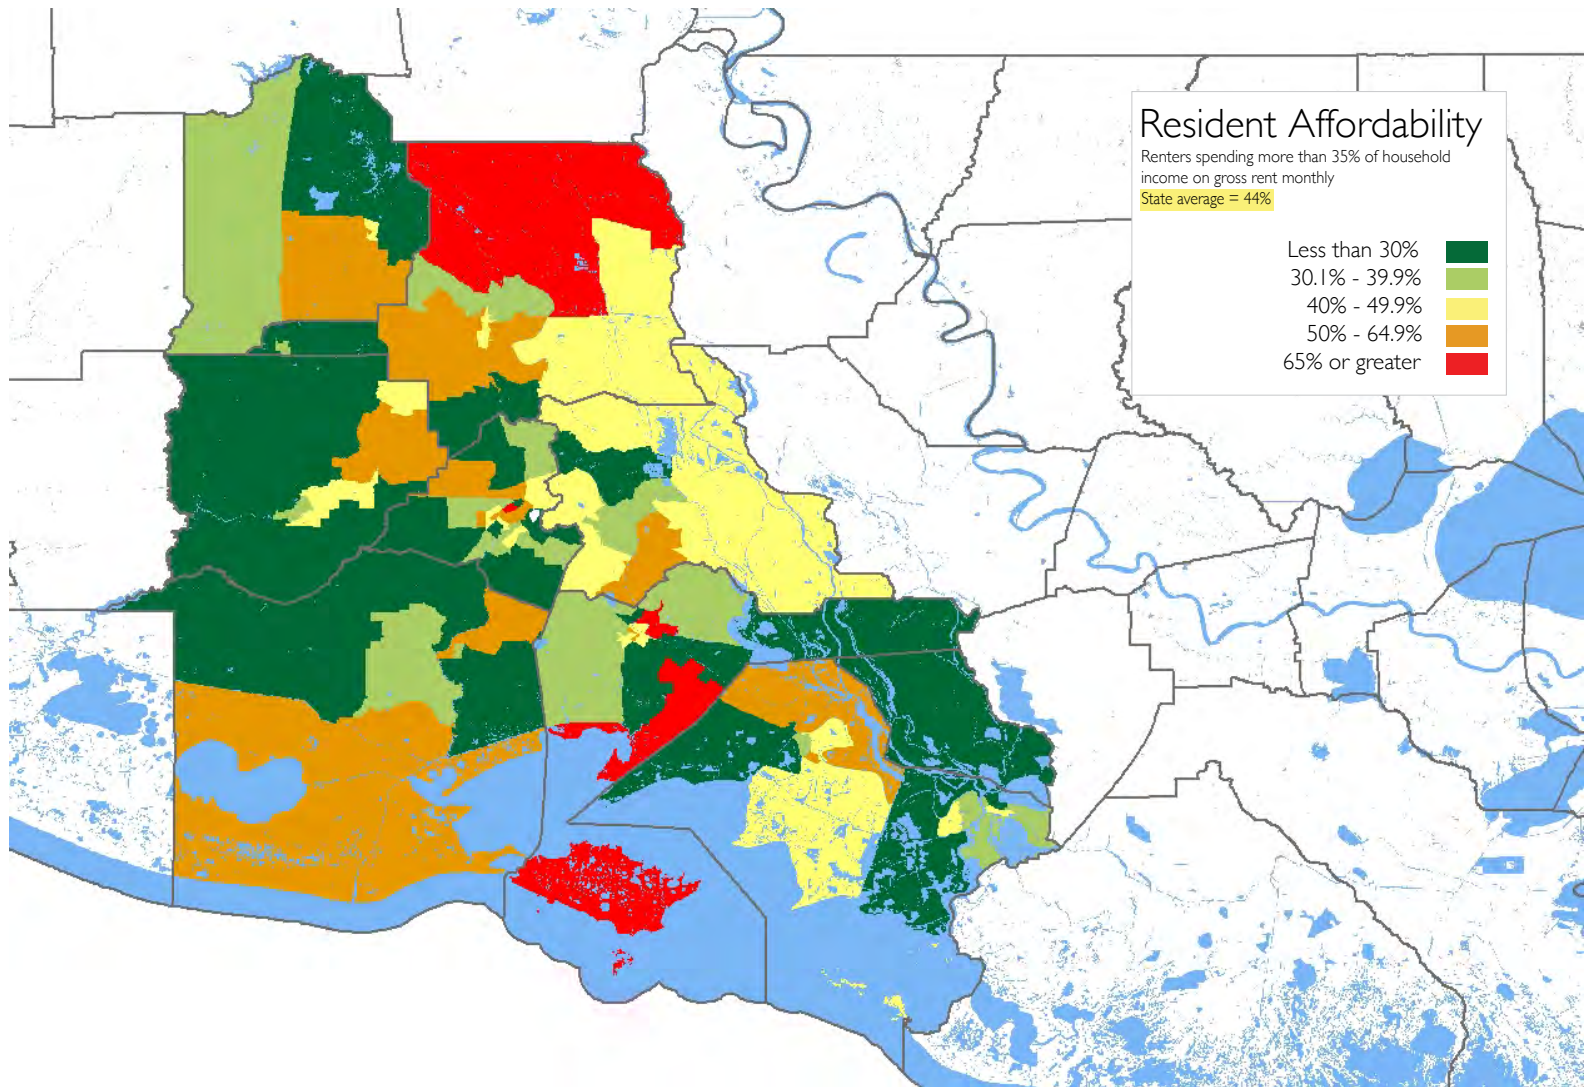 Resident Affordability
Renters spending more than 35% of household
income on gross rent monthly
State average = 44%
Less than 30%
30.1% - 39.9%
40% - 49.9%
50% - 64.9%
65% or greater